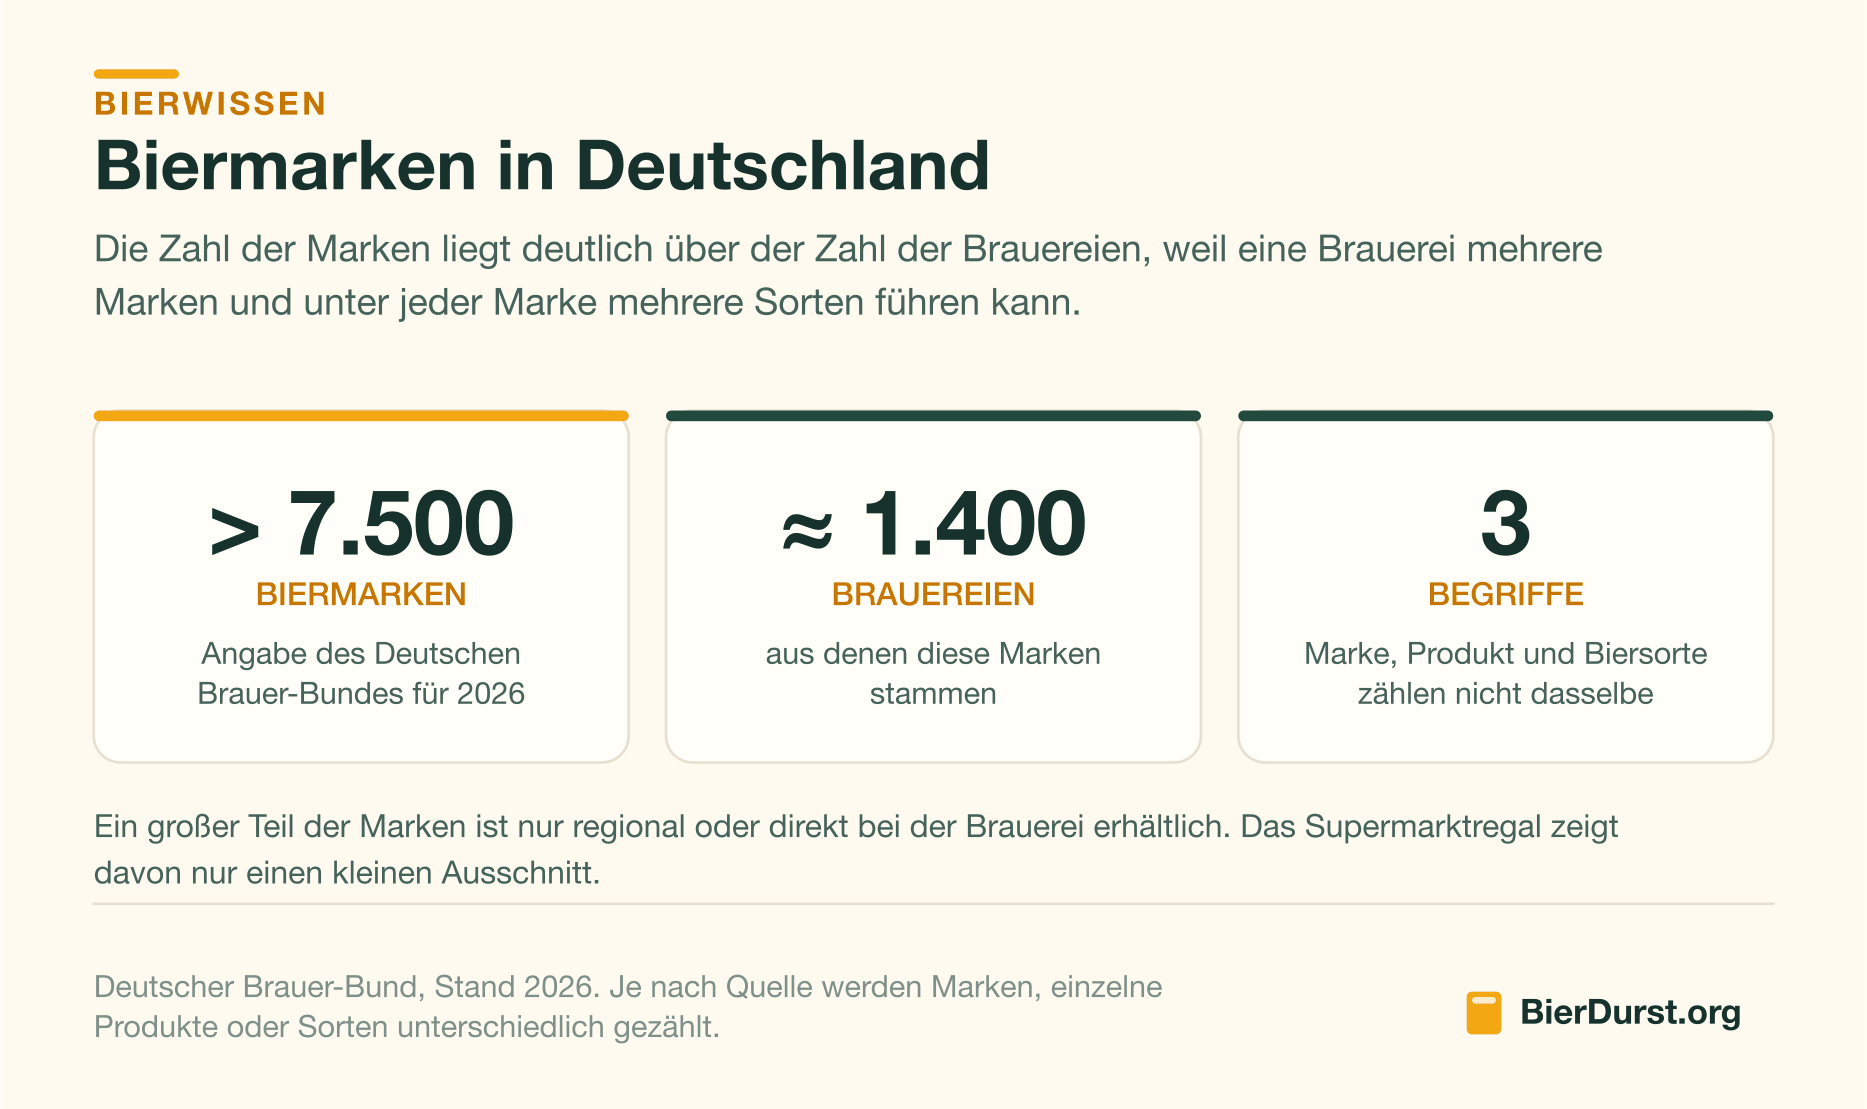 BIERWISSEN
Biermarken in Deutschland
Die Zahl der Marken liegt deutlich über der Zahl der Brauereien, weil eine Brauerei mehrere
Marken und unter jeder Marke mehrere Sorten führen kann.
> 7.500
BIERMARKEN
Angabe des Deutschen
Brauer-Bundes für 2026
≈ 1.400
BRAUEREIEN
aus denen diese Marken
stammen
3
BEGRIFFE
Marke, Produkt und Biersorte
zählen nicht dasselbe
Ein großer Teil der Marken ist nur regional oder direkt bei der Brauerei erhältlich. Das Supermarktregal zeigt
davon nur einen kleinen Ausschnitt.
Deutscher Brauer-Bund, Stand 2026. Je nach Quelle werden Marken, einzelne
Produkte oder Sorten unterschiedlich gezählt.
BierDurst.org